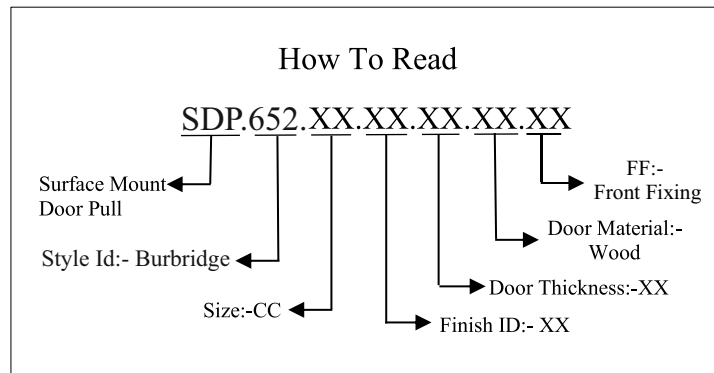 How To Read
SDP.652.XX.XX.XX.XX.XX
Surface Mount
Door Pull
FF:-
Front Fixing
Style Id:- Burbridge
Door Material:-
Wood
Size:-CC
Door Thickness:-XX
Finish ID:- XX